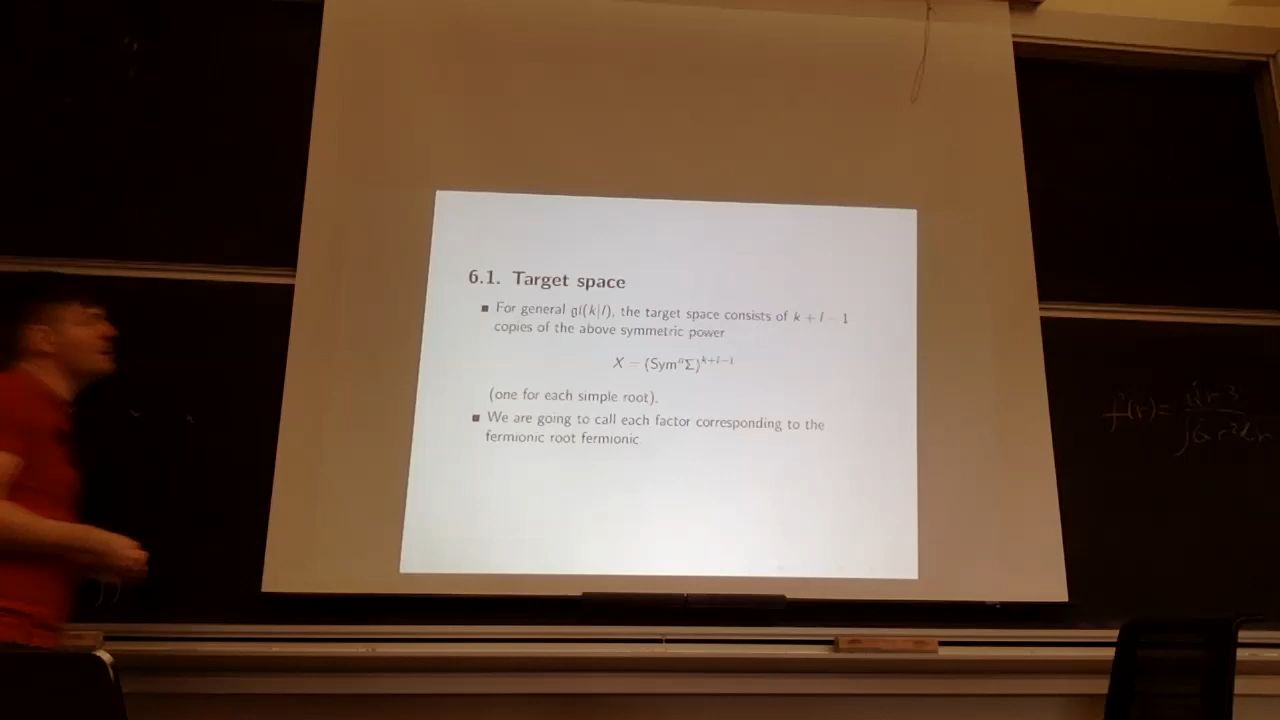 6.1. Target space
■ For general gl(k|l), the target space consists of k + l − 1
copies of the above symmetric power
X = (SymⁿΣ)ᵏ⁺ˡ⁻¹
(one for each simple root).
■ We are going to call each factor corresponding to the
fermionic root fermionic